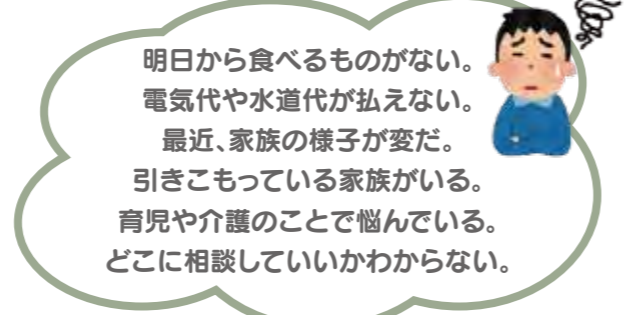 明日から食べるものがない。
電気代や水道代が払えない。
最近、家族の様子が変だ。
引きこもっている家族がいる。
育児や介護のことで悩んでいる。
どこに相談していいかわからない。